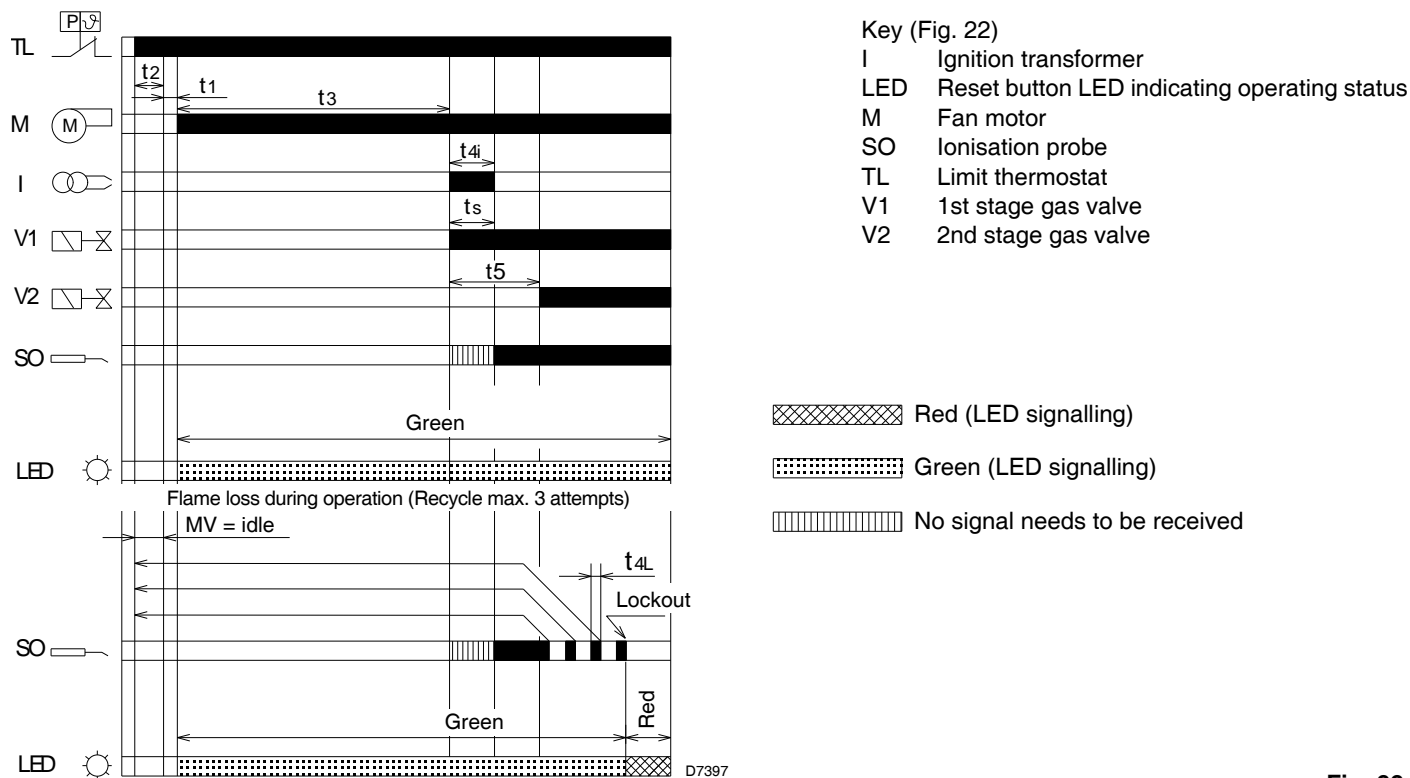 P ϑ
TL
t2
t1
t3
M M
t4i
I
ts
V1
t5
V2
SO
Green
LED
Flame loss during operation (Recycle max. 3 attempts)
MV = idle
t4L
Lockout
SO
Green
Red
LED
D7397
Key (Fig. 22)
I Ignition transformer
LED Reset button LED indicating operating status
M Fan motor
SO Ionisation probe
TL Limit thermostat
V1 1st stage gas valve
V2 2nd stage gas valve
Red (LED signalling)
Green (LED signalling)
No signal needs to be received